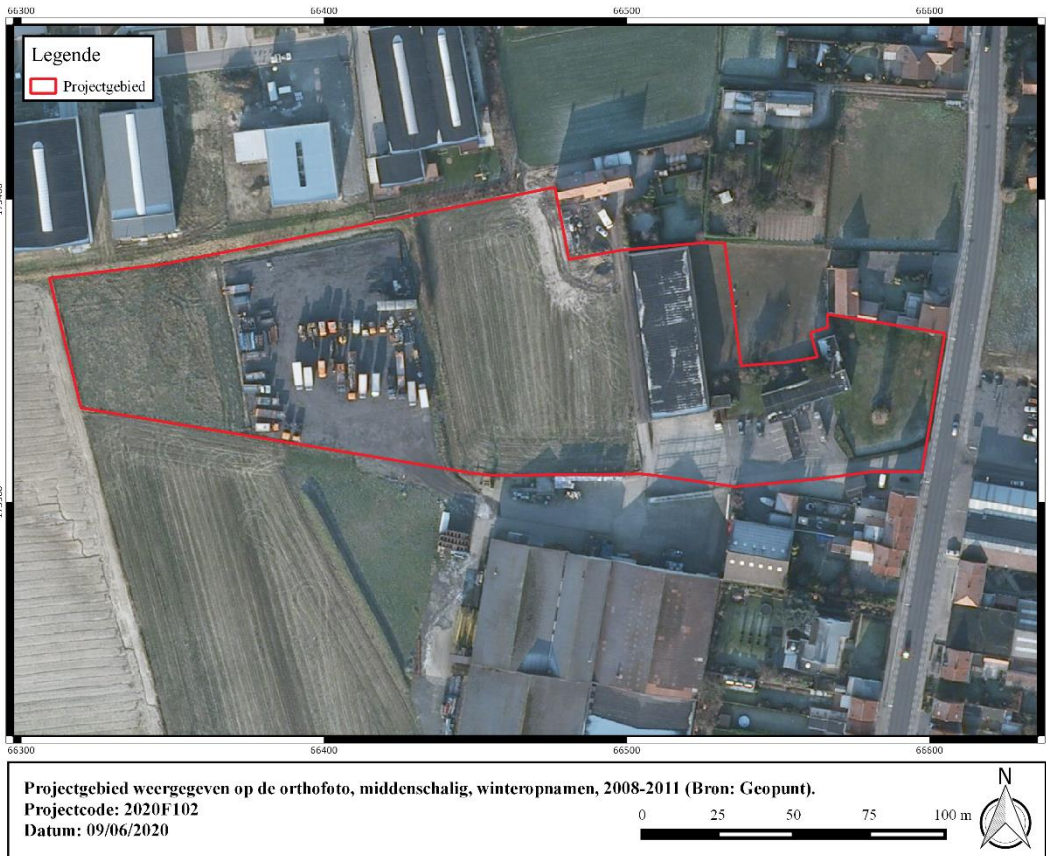 66300 66400 66500 66600
Legende
Projectgebied
66300 66400 66500 66600
Projectgebied weergegeven op de orthofoto, middenschalig, winteropnamen, 2008-2011 (Bron: Geopunt).
Projectcode: 2020F102
Datum: 09/06/2020
0 25 50 75 100 m
N